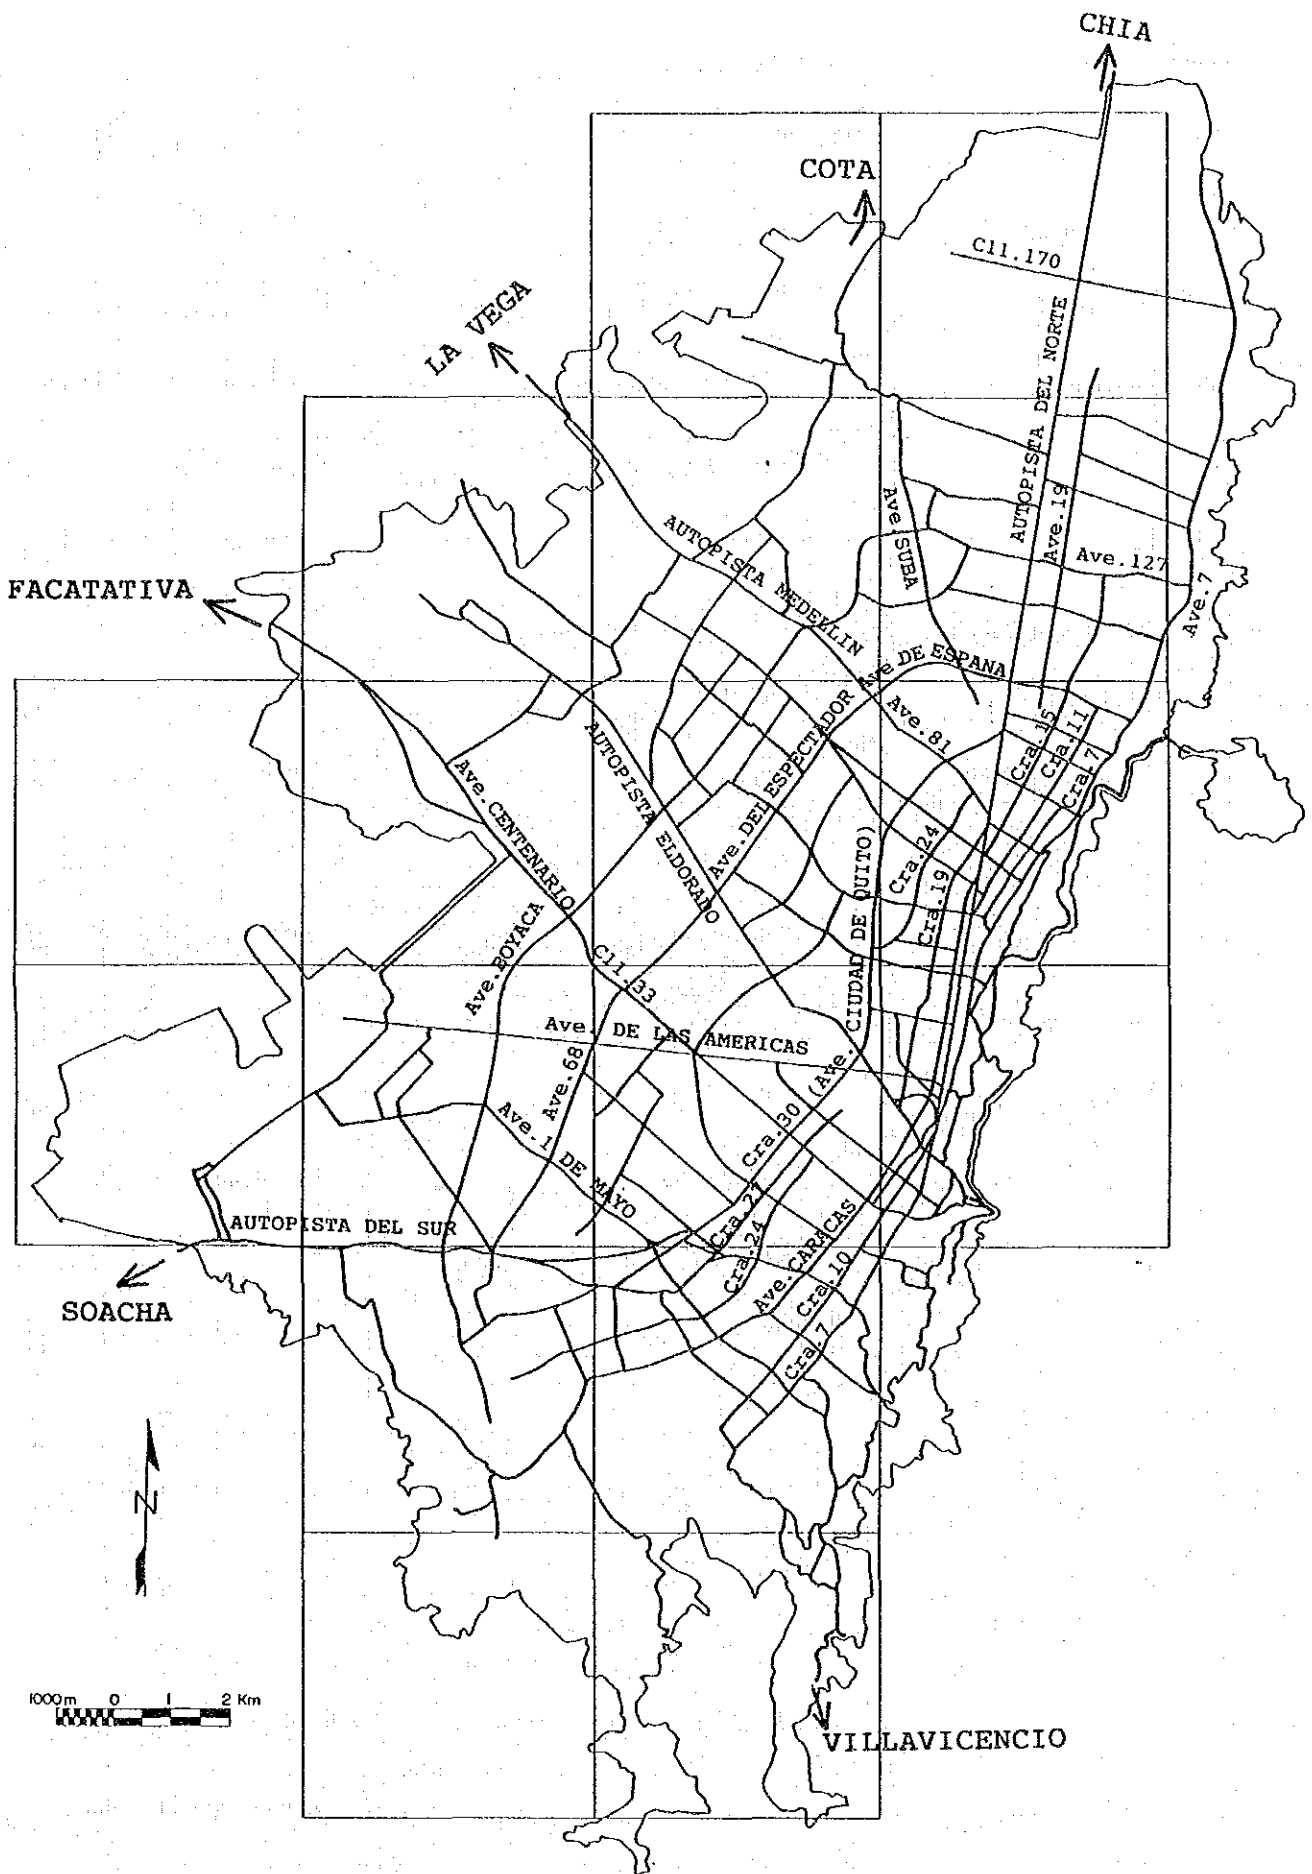 CHIA
COTA
Cll.170
LA VEGA
AUTOPISTA DEL NORTE
Ave.19
Ave.SUBA
AUTOPISTA MEDELLIN
Ave.127
FACATATIVA
Ave.7
Ave DE ESPANA
Ave.81
Cra.15
Cra.11
Cra.7
AUTOPISTA ELDORADO
Ave.DEL ESPECTADOR
Ave.CENTENARIO
Cra.24
Cra.19
Ave.BOYACA
Cll.33
Cra.30 (Ave. CIUDAD DE QUITO)
Ave. DE LAS AMERICAS
Ave.68
Ave.1 DE MAYO
Cra.27
Cra.24
AUTOPISTA DEL SUR
Ave.CARACAS
Cra.10
Cra.7
SOACHA
N
1000m 0 1 2 Km
VILLAVICENCIO